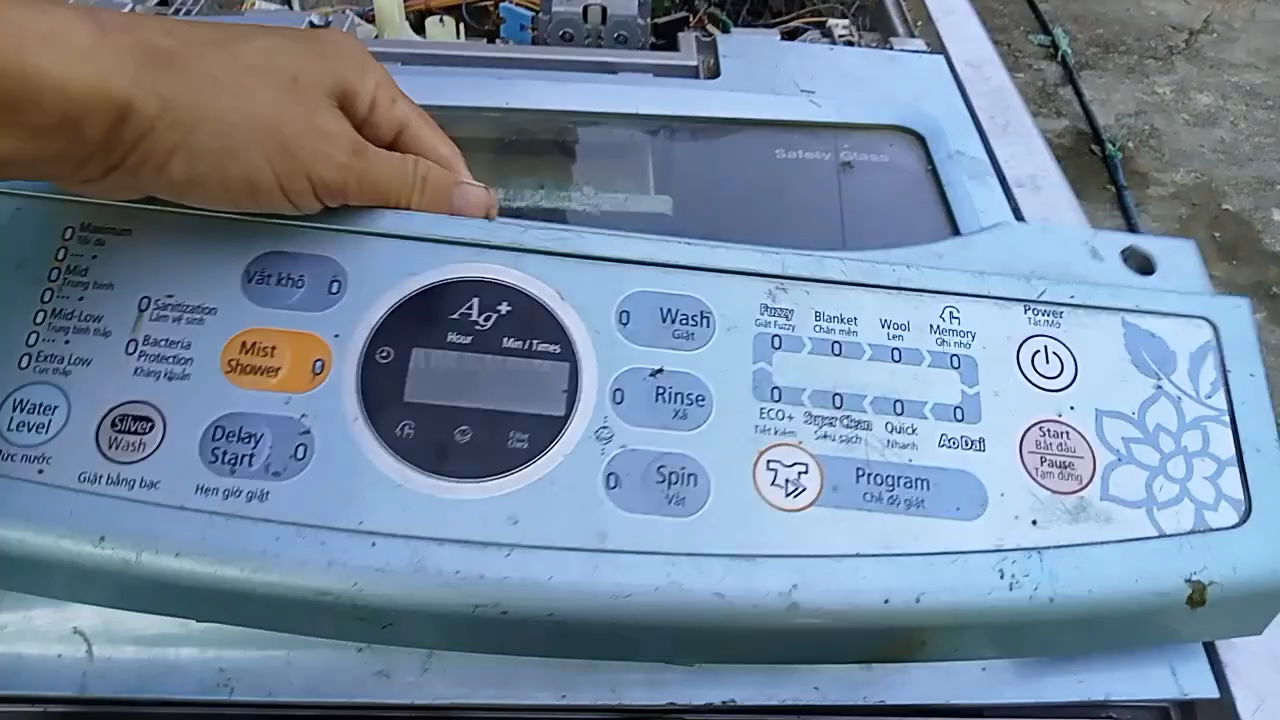 Safety Glass
Maximum
Tối đa
Mid
Trung bình
Mid-Low
Trung bình thấp
Extra Low
Cực thấp
Water
Level
Mức nước
Sanitization
Làm vệ sinh
Bacteria
Protection
Kháng khuẩn
Silver
Wash
Giặt bằng bạc
Vắt khô
Mist
Shower
Delay
Start
Hẹn giờ giặt
Ag+
Hour
Min / Times
Wash
Giặt
Rinse
Xả
Spin
Vắt
Fuzzy
Giặt Fuzzy
Blanket
Chăn mền
Wool
Len
Memory
Ghi nhớ
ECO+
Tiết kiệm
Super Clean
Siêu sạch
Quick
Nhanh
Ao Dai
Program
Chế độ giặt
Power
Tắt/Mở
Start
Bắt đầu
Pause
Tạm dừng